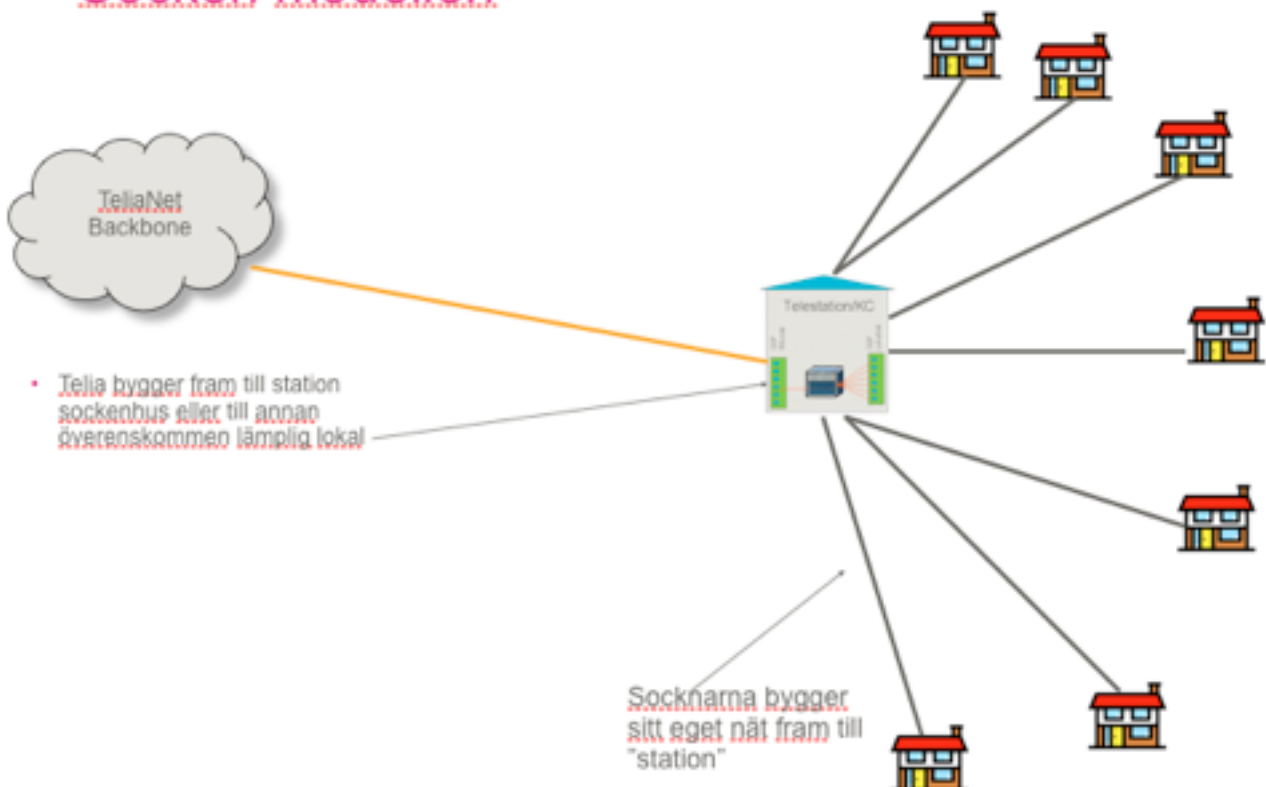 TeliaNet
Backbone
Telestation/KC
• Telia bygger fram till station
sockenhus eller till annan
överenskommen lämplig lokal
Socknarna bygger
sitt eget nät fram till
”station”